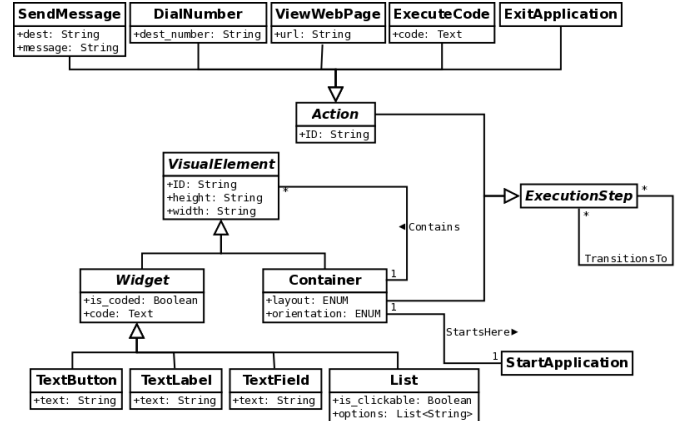 SendMessage
+dest: String
+message: String
DialNumber
+dest_number: String
ViewWebPage
+url: String
ExecuteCode
+code: Text
ExitApplication
Action
+ID: String
VisualElement
+ID: String
+height: String
+width: String
*
ExecutionStep
*
*
TransitionsTo
◄Contains
1
Widget
+is_coded: Boolean
+code: Text
Container
+layout: ENUM
+orientation: ENUM
1
StartsHere►
1
StartApplication
TextButton
+text: String
TextLabel
+text: String
TextField
+text: String
List
+is_clickable: Boolean
+options: List<String>